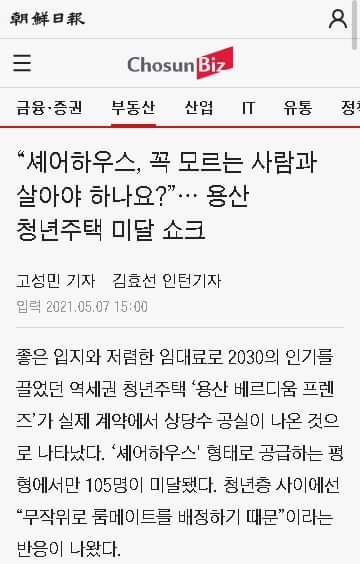 朝鮮日報
ChosunBiz
금융·증권 부동산 산업 IT 유통 정책
“셰어하우스, 꼭 모르는 사람과
살아야 하나요?”… 용산
청년주택 미달 쇼크
고성민 기자 김효선 인턴기자
입력 2021.05.07 15:00
좋은 입지와 저렴한 임대료로 2030의 인기를
끌었던 역세권 청년주택 ‘용산 베르디움 프렌
즈’가 실제 계약에서 상당수 공실이 나온 것으
로 나타났다. ‘셰어하우스' 형태로 공급하는 평
형에서만 105명이 미달됐다. 청년층 사이에선
“무작위로 룸메이트를 배정하기 때문”이라는
반응이 나왔다.